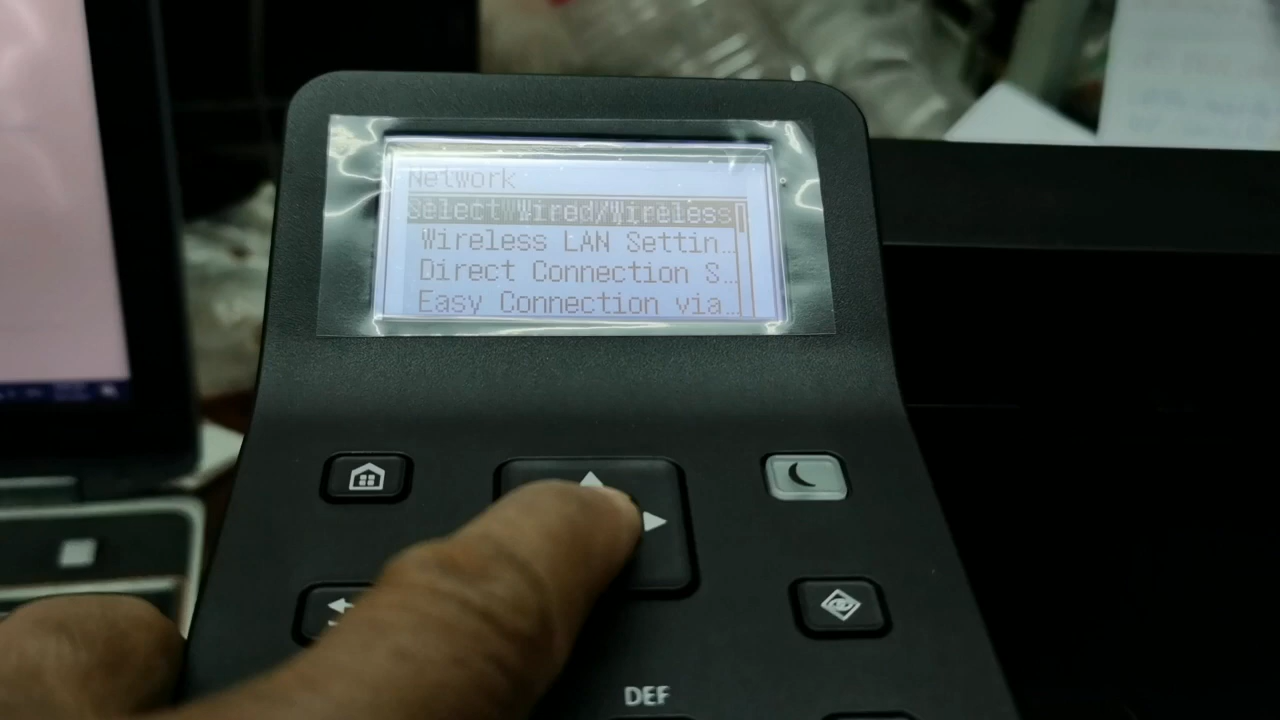 Network
Select Wired/Wireless
Wireless LAN Settin…
Direct Connection S…
Easy Connection via…
DEF